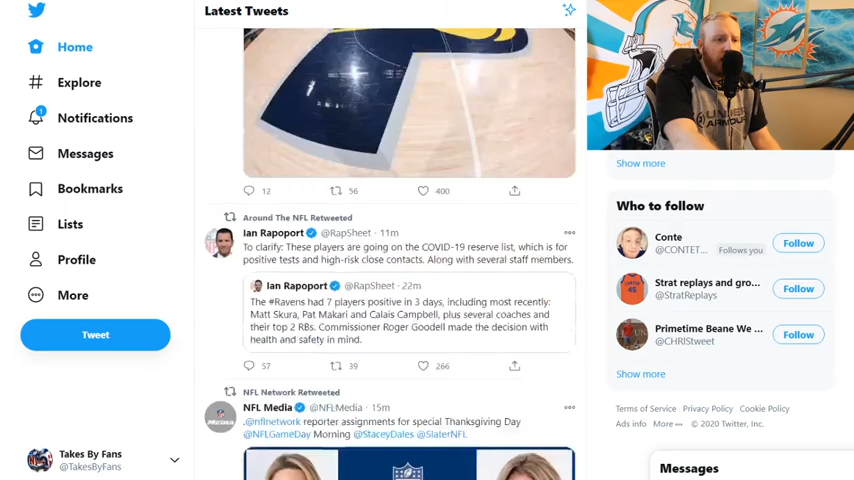 Latest Tweets
Home
Explore
1
Notifications
Messages
Bookmarks
Lists
Profile
More
Tweet
Takes By Fans
@TakesByFans
12
56
400
Around The NFL Retweeted
Ian Rapoport @RapSheet · 11m
To clarify: These players are going on the COVID-19 reserve list, which is for
positive tests and high-risk close contacts. Along with several staff members.
Ian Rapoport @RapSheet · 22m
The #Ravens had 7 players positive in 3 days, including most recently:
Matt Skura, Pat Makari and Calais Campbell, plus several coaches and
their top 2 RBs. Commissioner Roger Goodell made the decision with
health and safety in mind.
57
39
266
NFL Network Retweeted
NFL Media @NFLMedia · 15m
.@nflnetwork reporter assignments for special Thanksgiving Day
@NFLGameDay Morning @StaceyDales @SlaterNFL
NFL
UNDER ARMOUR
Show more
Who to follow
Conte
@CONTET... Follows you
Follow
Strat replays and gro...
@StratReplays
Follow
Primetime Beane We ...
@CHRIStweet
Follow
Show more
Terms of Service Privacy Policy Cookie Policy
Ads info More ••• © 2020 Twitter, Inc.
Messages